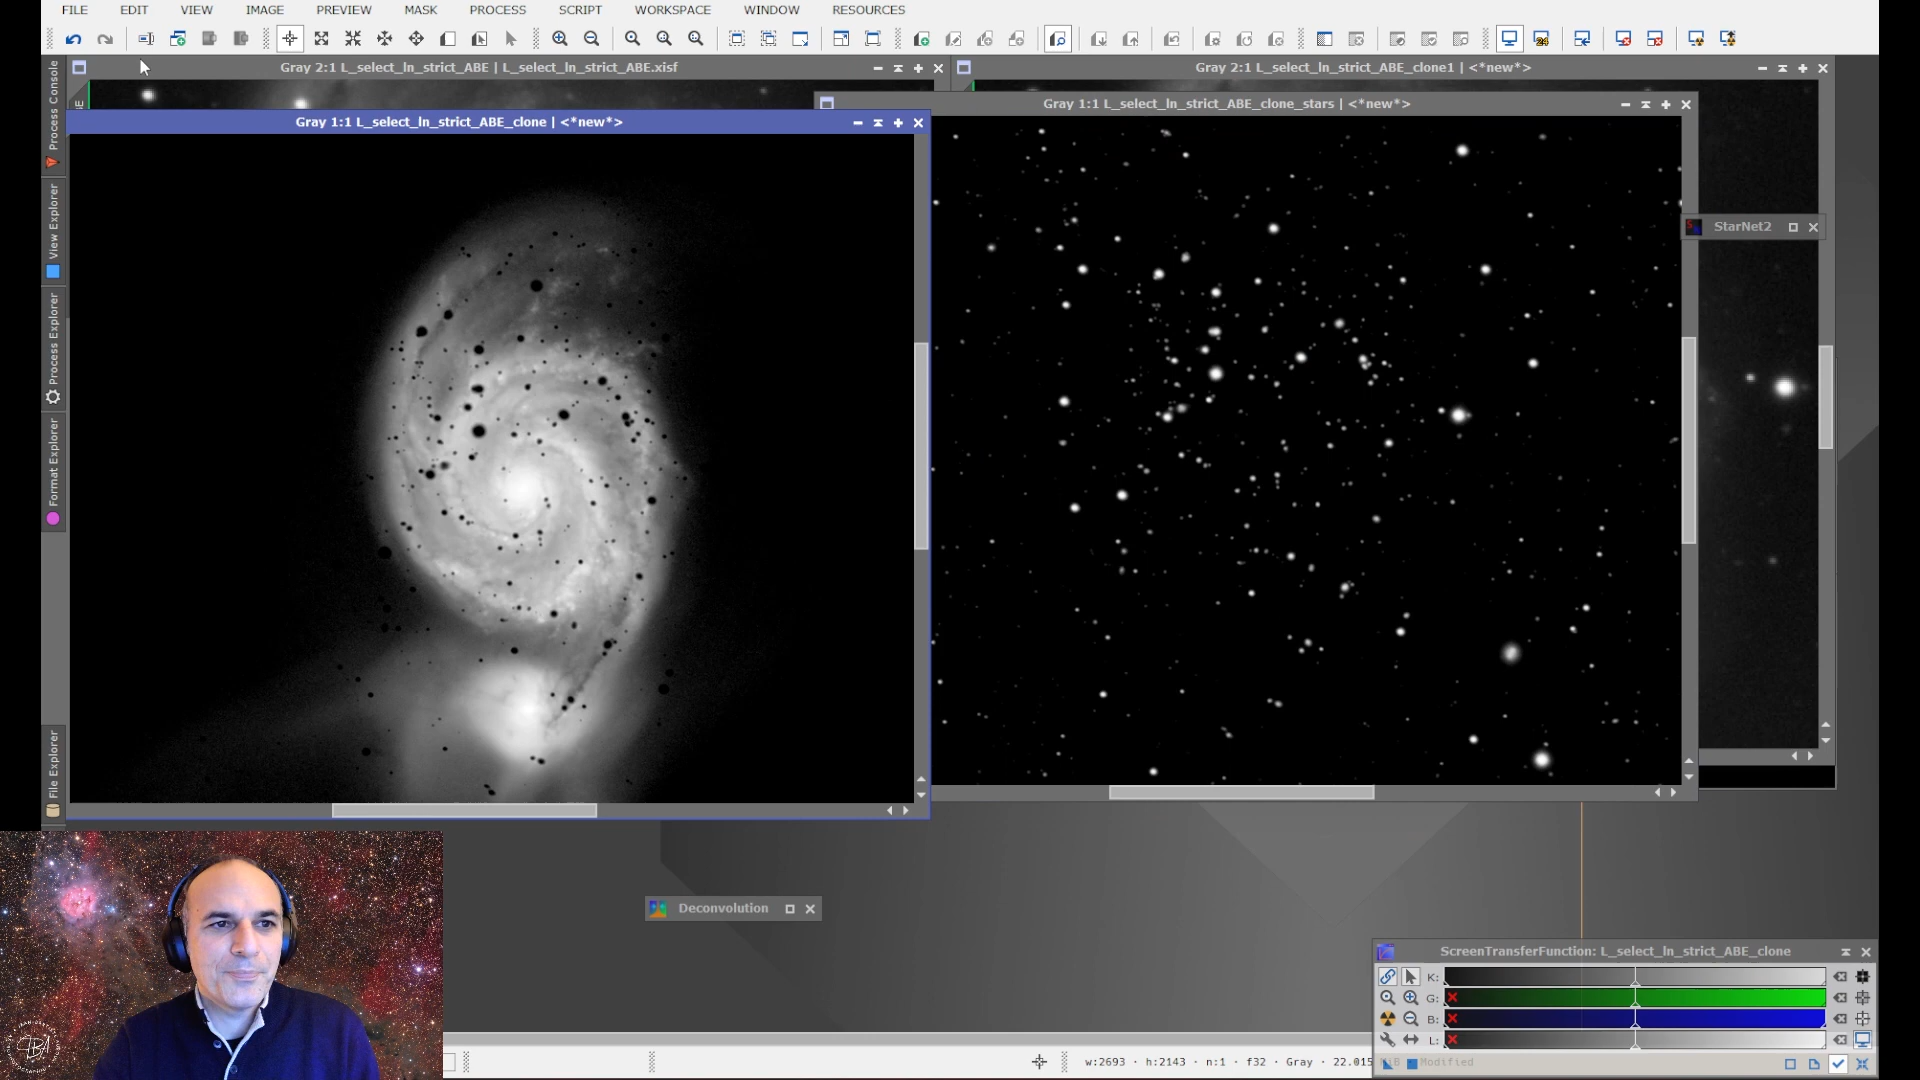 FILE EDIT VIEW IMAGE PREVIEW MASK PROCESS SCRIPT WORKSPACE WINDOW RESOURCES
Gray 2:1 L_select_ln_strict_ABE | L_select_ln_strict_ABE.xisf
Gray 2:1 L_select_ln_strict_ABE_clone1 | <*new*>
Gray 1:1 L_select_ln_strict_ABE_clone_stars | <*new*>
Gray 1:1 L_select_ln_strict_ABE_clone | <*new*>
Process Console
View Explorer
Process Explorer
Format Explorer
File Explorer
StarNet2
Deconvolution
ScreenTransferFunction: L_select_ln_strict_ABE_clone
K:
G:
B:
L:
w:2693 · h:2143 · n:1 · f32 · Gray · 22.015
Modified